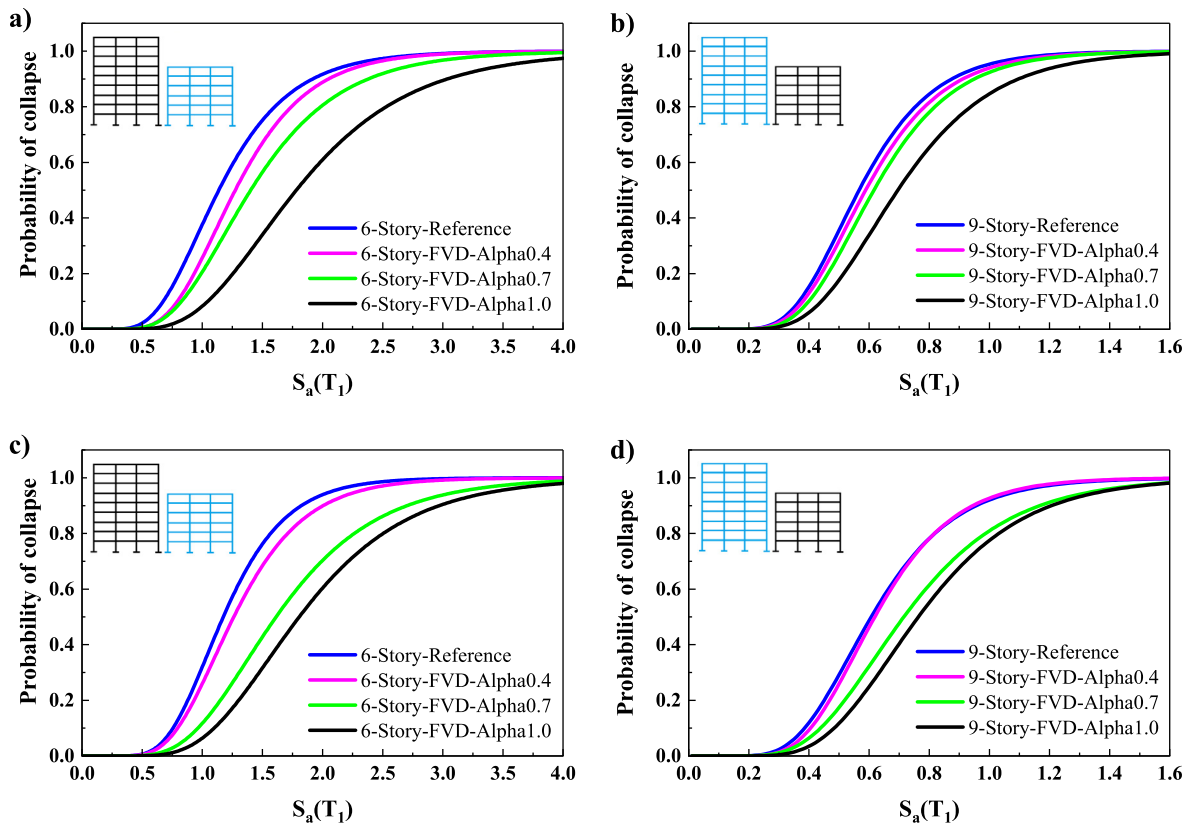 a)
Probability of collapse
1.0
0.8
0.6
0.4
0.2
0.0
6-Story-Reference
6-Story-FVD-Alpha0.4
6-Story-FVD-Alpha0.7
6-Story-FVD-Alpha1.0
0.0 0.5 1.0 1.5 2.0 2.5 3.0 3.5 4.0
Sa(T1)
b)
Probability of collapse
1.0
0.8
0.6
0.4
0.2
0.0
9-Story-Reference
9-Story-FVD-Alpha0.4
9-Story-FVD-Alpha0.7
9-Story-FVD-Alpha1.0
0.0 0.2 0.4 0.6 0.8 1.0 1.2 1.4 1.6
Sa(T1)
c)
Probability of collapse
1.0
0.8
0.6
0.4
0.2
0.0
6-Story-Reference
6-Story-FVD-Alpha0.4
6-Story-FVD-Alpha0.7
6-Story-FVD-Alpha1.0
0.0 0.5 1.0 1.5 2.0 2.5 3.0 3.5 4.0
Sa(T1)
d)
Probability of collapse
1.0
0.8
0.6
0.4
0.2
0.0
9-Story-Reference
9-Story-FVD-Alpha0.4
9-Story-FVD-Alpha0.7
9-Story-FVD-Alpha1.0
0.0 0.2 0.4 0.6 0.8 1.0 1.2 1.4 1.6
Sa(T1)